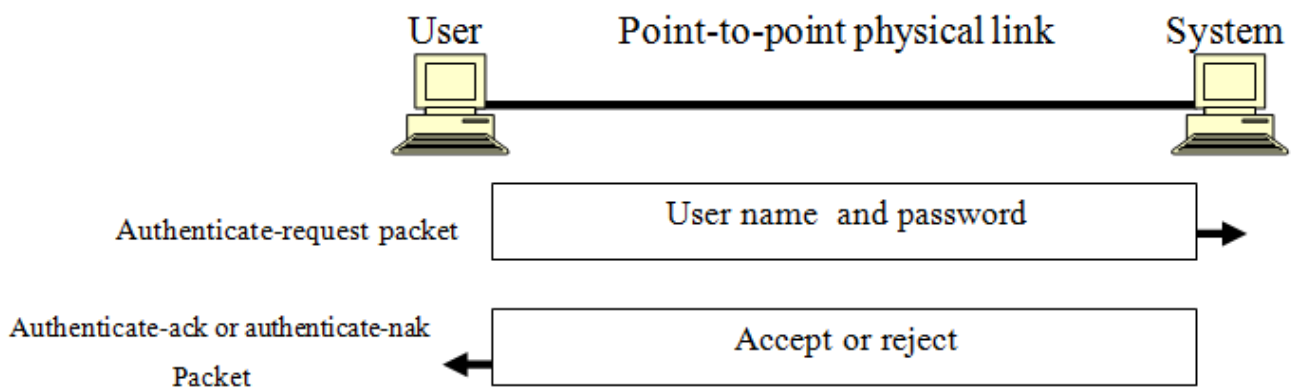 User Point-to-point physical link System
User name and password
Authenticate-request packet
Authenticate-ack or authenticate-nak
Packet
Accept or reject